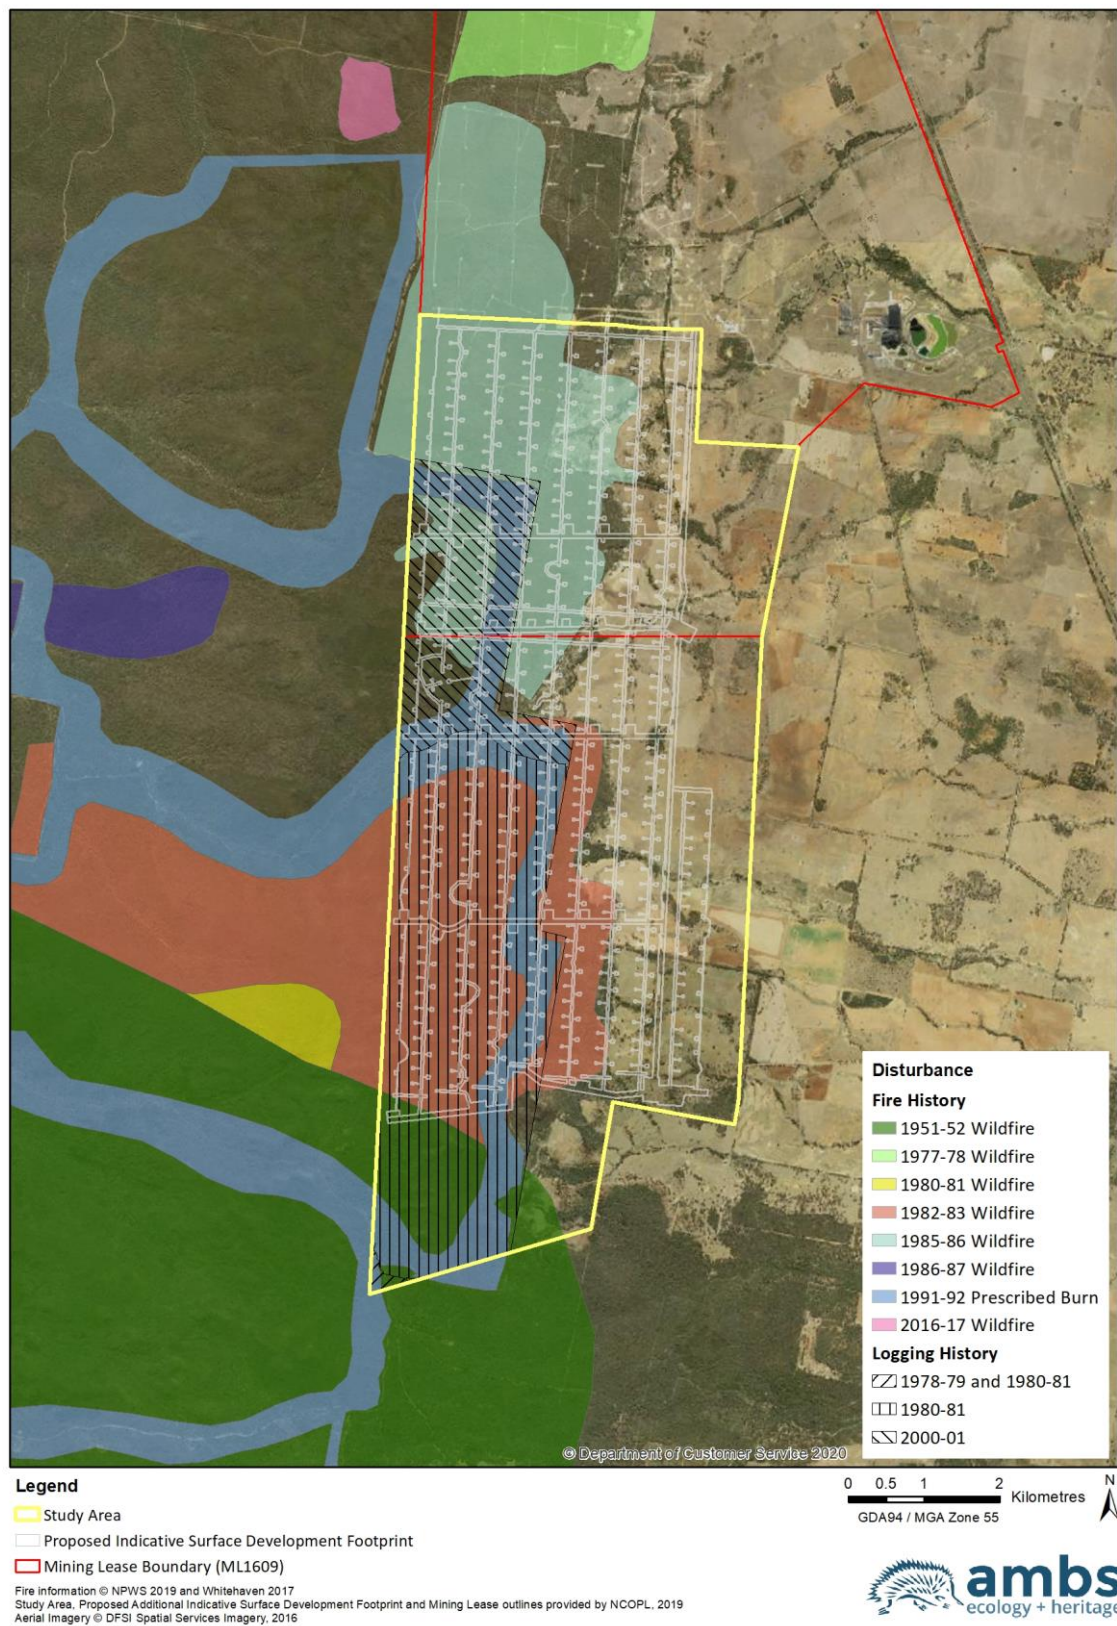 © Department of Customer Service 2020
Disturbance
Fire History
1951-52 Wildfire
1977-78 Wildfire
1980-81 Wildfire
1982-83 Wildfire
1985-86 Wildfire
1986-87 Wildfire
1991-92 Prescribed Burn
2016-17 Wildfire
Logging History
1978-79 and 1980-81
1980-81
2000-01
Legend
Study Area
Proposed Indicative Surface Development Footprint
Mining Lease Boundary (ML1609)
Fire information © NPWS 2019 and Whitehaven 2017
Study Area, Proposed Additional Indicative Surface Development Footprint and Mining Lease outlines provided by NCOPL, 2019
Aerial Imagery © DFSI Spatial Services Imagery, 2016
0 0.5 1 2
Kilometres
N
GDA94 / MGA Zone 55
ambs
ecology + heritage